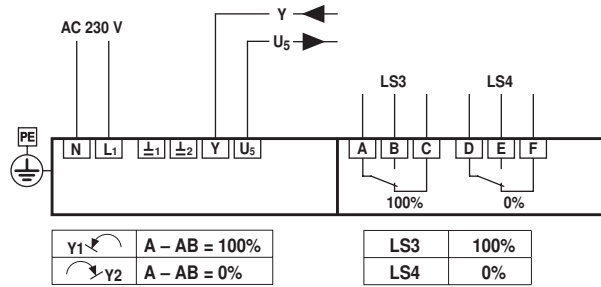 Y
AC 230 V
U5
LS3 LS4
PE
N L1 ⏊1 ⏊2 Y U5 A B C D E F
100% 0%
Y1 A – AB = 100%
Y2 A – AB = 0%
LS3 100%
LS4 0%